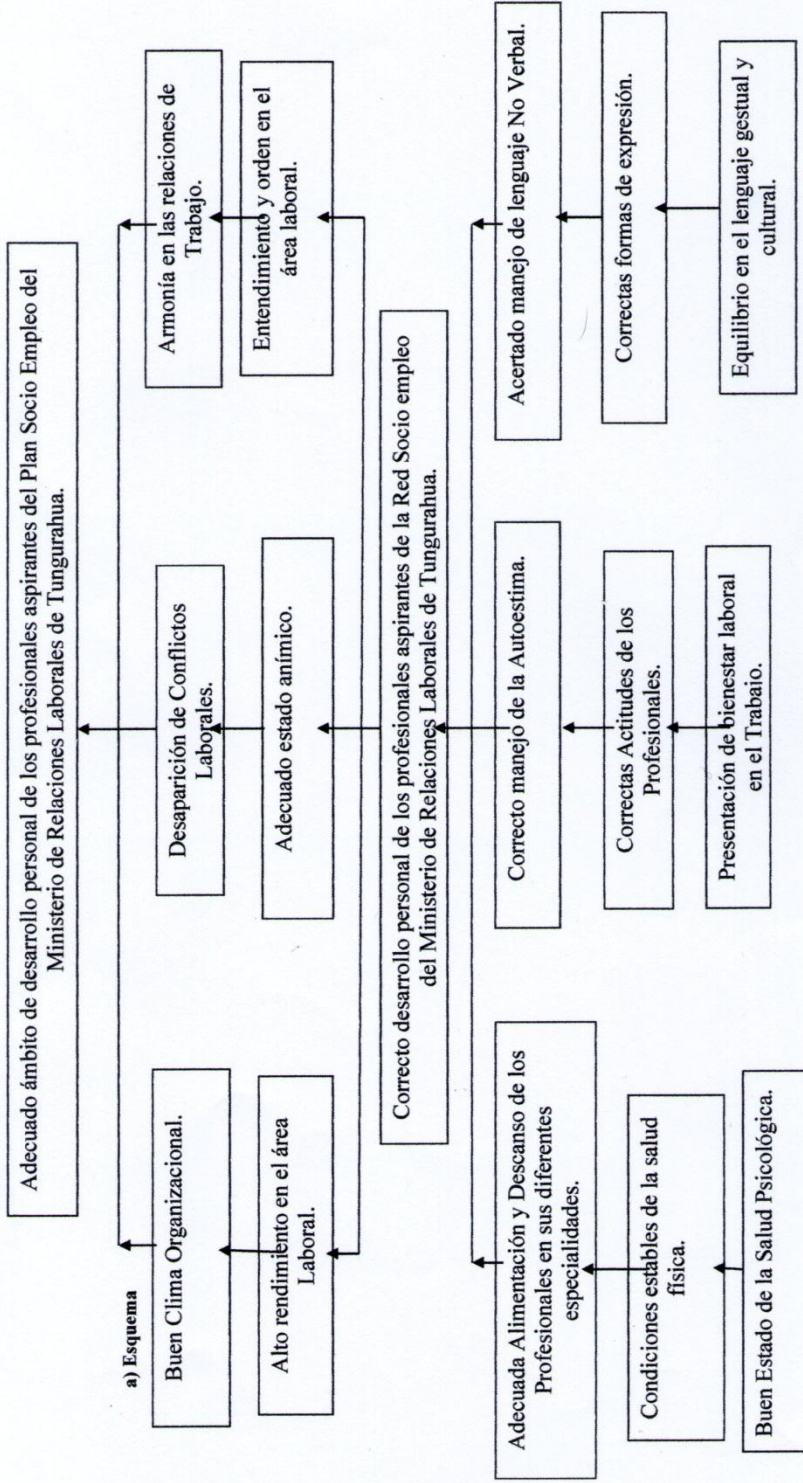 Adecuado ámbito de desarrollo personal de los profesionales aspirantes del Plan Socio Empleo del
Ministerio de Relaciones Laborales de Tungurahua.
a) Esquema
Buen Clima Organizacional.
Desaparición de Conflictos
Laborales.
Armonía en las relaciones de
Trabajo.
Alto rendimiento en el área
Laboral.
Adecuado estado anímico.
Entendimiento y orden en el
área laboral.
Correcto desarrollo personal de los profesionales aspirantes de la Red Socio empleo
del Ministerio de Relaciones Laborales de Tungurahua.
Adecuada Alimentación y Descanso de los
Profesionales en sus diferentes
especialidades.
Correcto manejo de la Autoestima.
Acertado manejo de lenguaje No Verbal.
Condiciones estables de la salud
física.
Correctas Actitudes de los
Profesionales.
Correctas formas de expresión.
Buen Estado de la Salud Psicológica.
Presentación de bienestar laboral
en el Trabajo.
Equilibrio en el lenguaje gestual y
cultural.